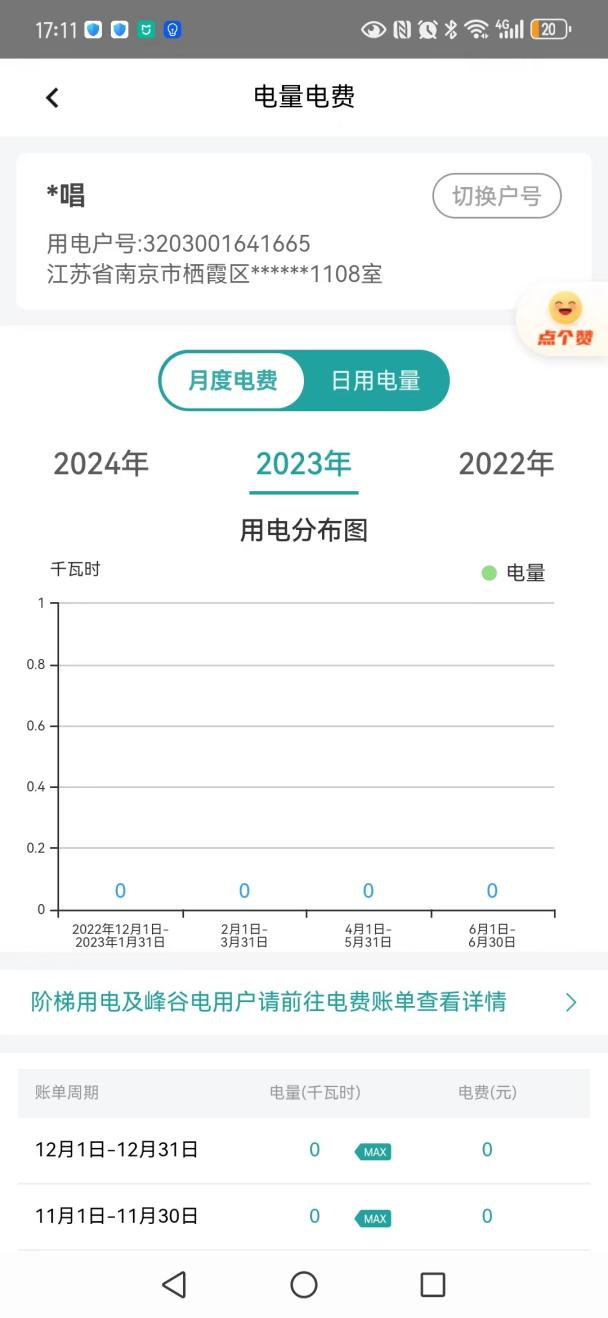 17:11 4G 20
电量电费
*唱 切换户号
用电户号:3203001641665
江苏省南京市栖霞区******1108室
点个赞
月度电费 日用电量
2024年 2023年 2022年
用电分布图
千瓦时 电量
1
0.8
0.6
0.4
0.2
0 0 0 0
0
2022年12月1日- 2月1日- 4月1日- 6月1日-
2023年1月31日 3月31日 5月31日 6月30日
阶梯用电及峰谷电用户请前往电费账单查看详情
账单周期 电量(千瓦时) 电费(元)
12月1日-12月31日 0 MAX 0
11月1日-11月30日 0 MAX 0